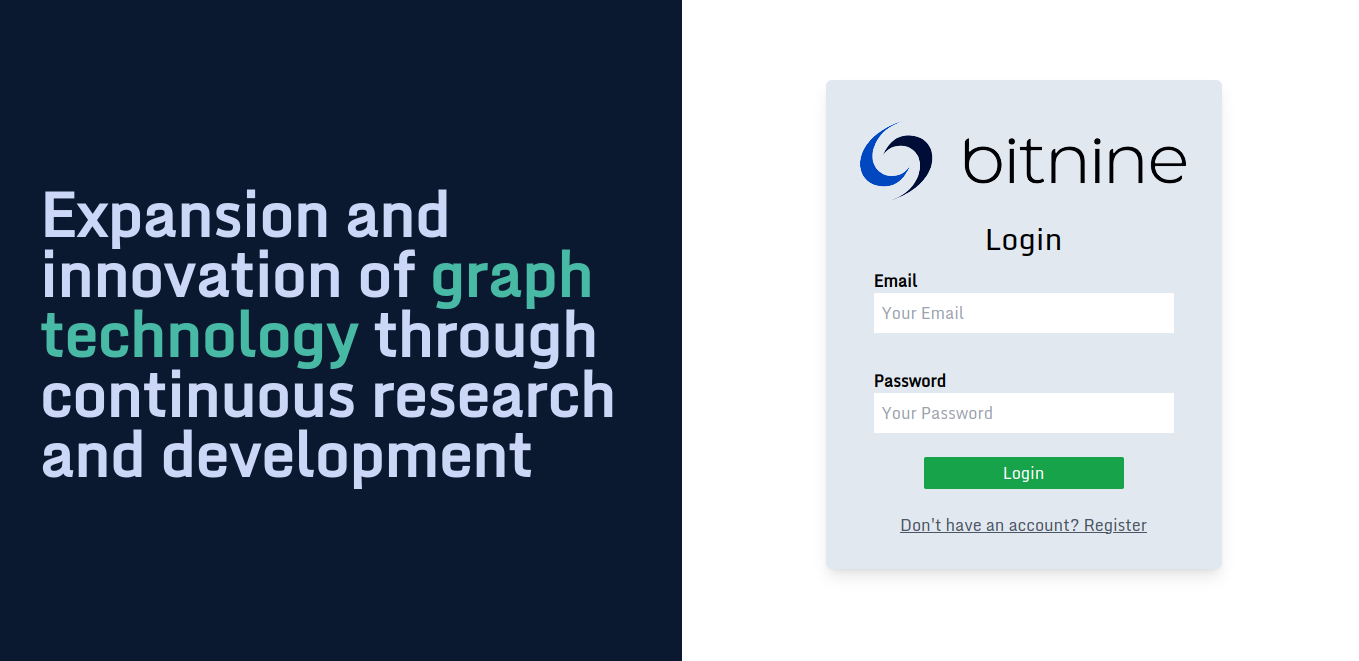 Expansion and
innovation of graph
technology through
continuous research
and development
bitnine
Login
Email
Your Email
Password
Your Password
Login
Don't have an account? Register